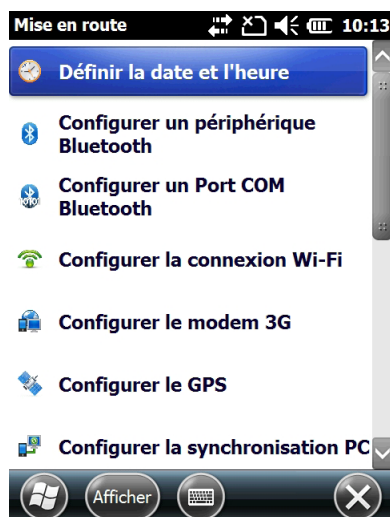 Mise en route 10:13
Définir la date et l'heure
Configurer un périphérique
Bluetooth
Configurer un Port COM
Bluetooth
Configurer la connexion Wi-Fi
Configurer le modem 3G
Configurer le GPS
Configurer la synchronisation PC
Afficher